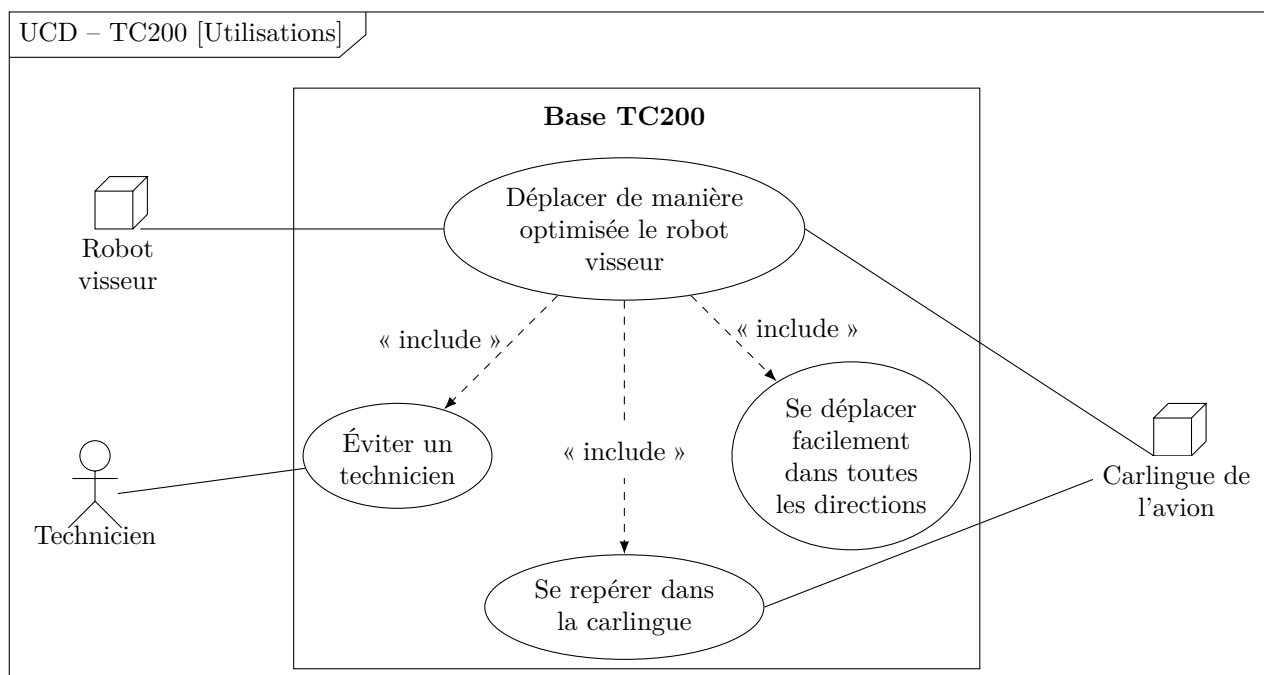 UCD – TC200 [Utilisations]
Base TC200
Déplacer de manière
optimisée le robot
visseur
Robot
visseur
« include »
« include »
« include »
Éviter un
technicien
Se déplacer
facilement
dans toutes
les directions
Technicien
Carlingue de
l'avion
Se repérer dans
la carlingue